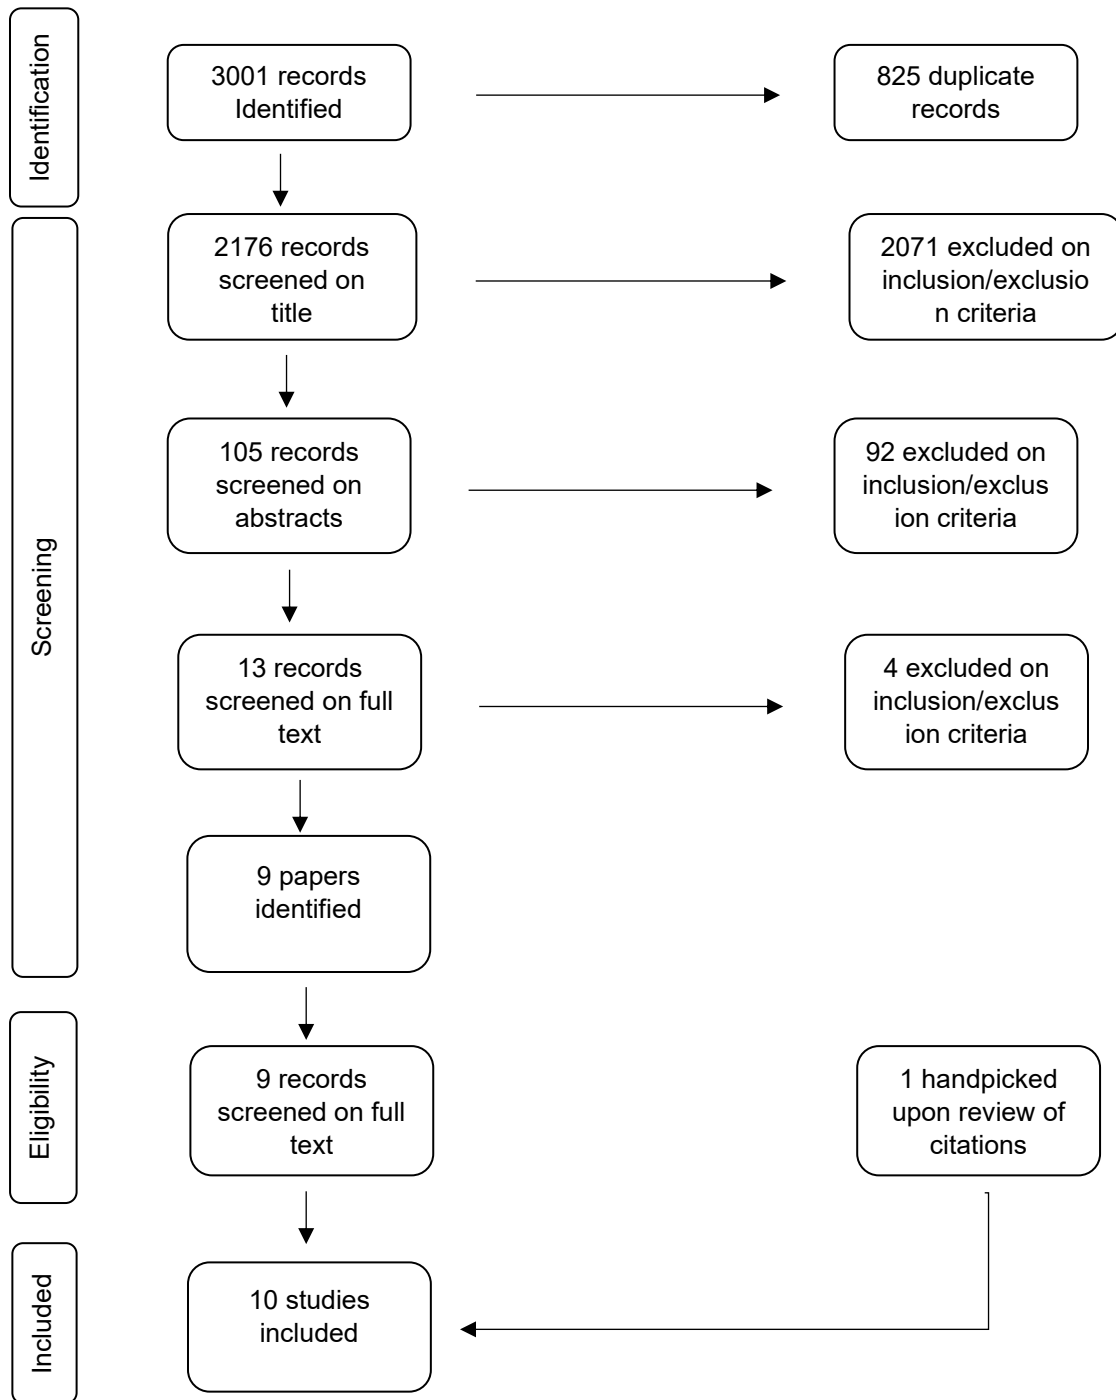 Identification
3001 records
Identified
825 duplicate
records
Screening
2176 records
screened on
title
2071 excluded on
inclusion/exclusio
n criteria
105 records
screened on
abstracts
92 excluded on
inclusion/exclus
ion criteria
13 records
screened on full
text
4 excluded on
inclusion/exclus
ion criteria
9 papers
identified
Eligibility
9 records
screened on full
text
1 handpicked
upon review of
citations
Included
10 studies
included